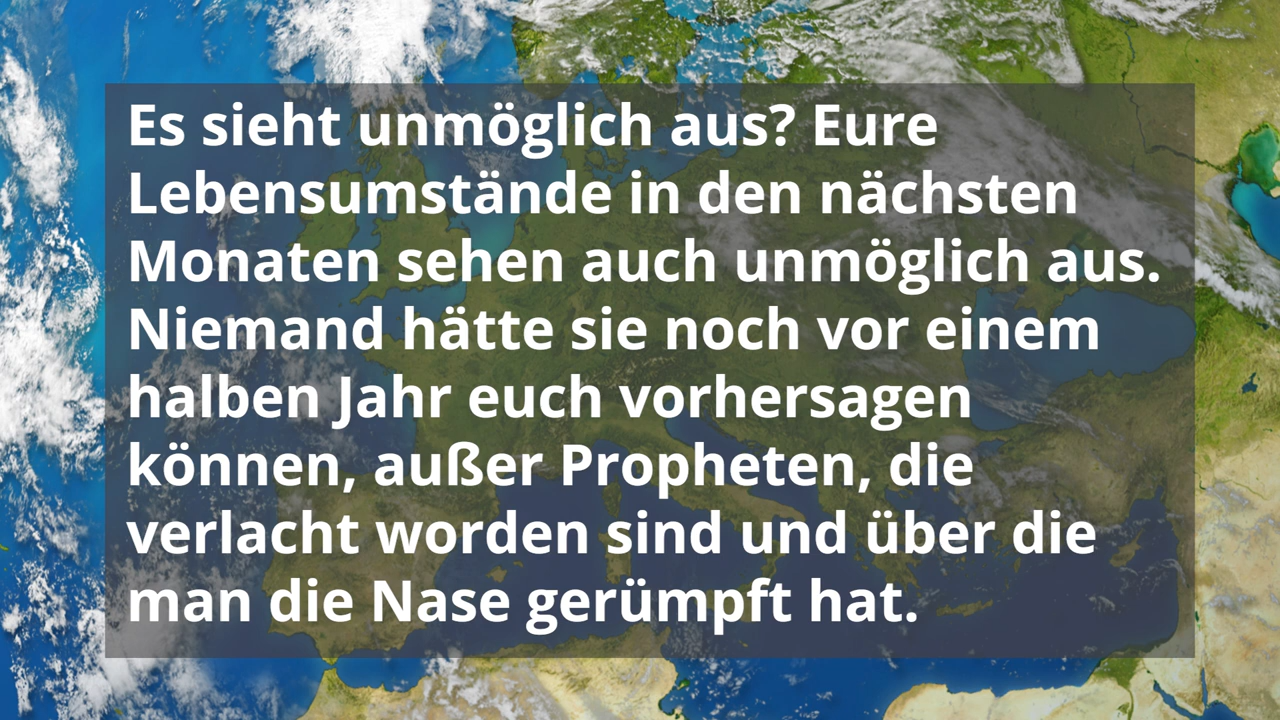 Es sieht unmöglich aus? Eure
Lebensumstände in den nächsten
Monaten sehen auch unmöglich aus.
Niemand hätte sie noch vor einem
halben Jahr euch vorhersagen
können, außer Propheten, die
verlacht worden sind und über die
man die Nase gerümpft hat.